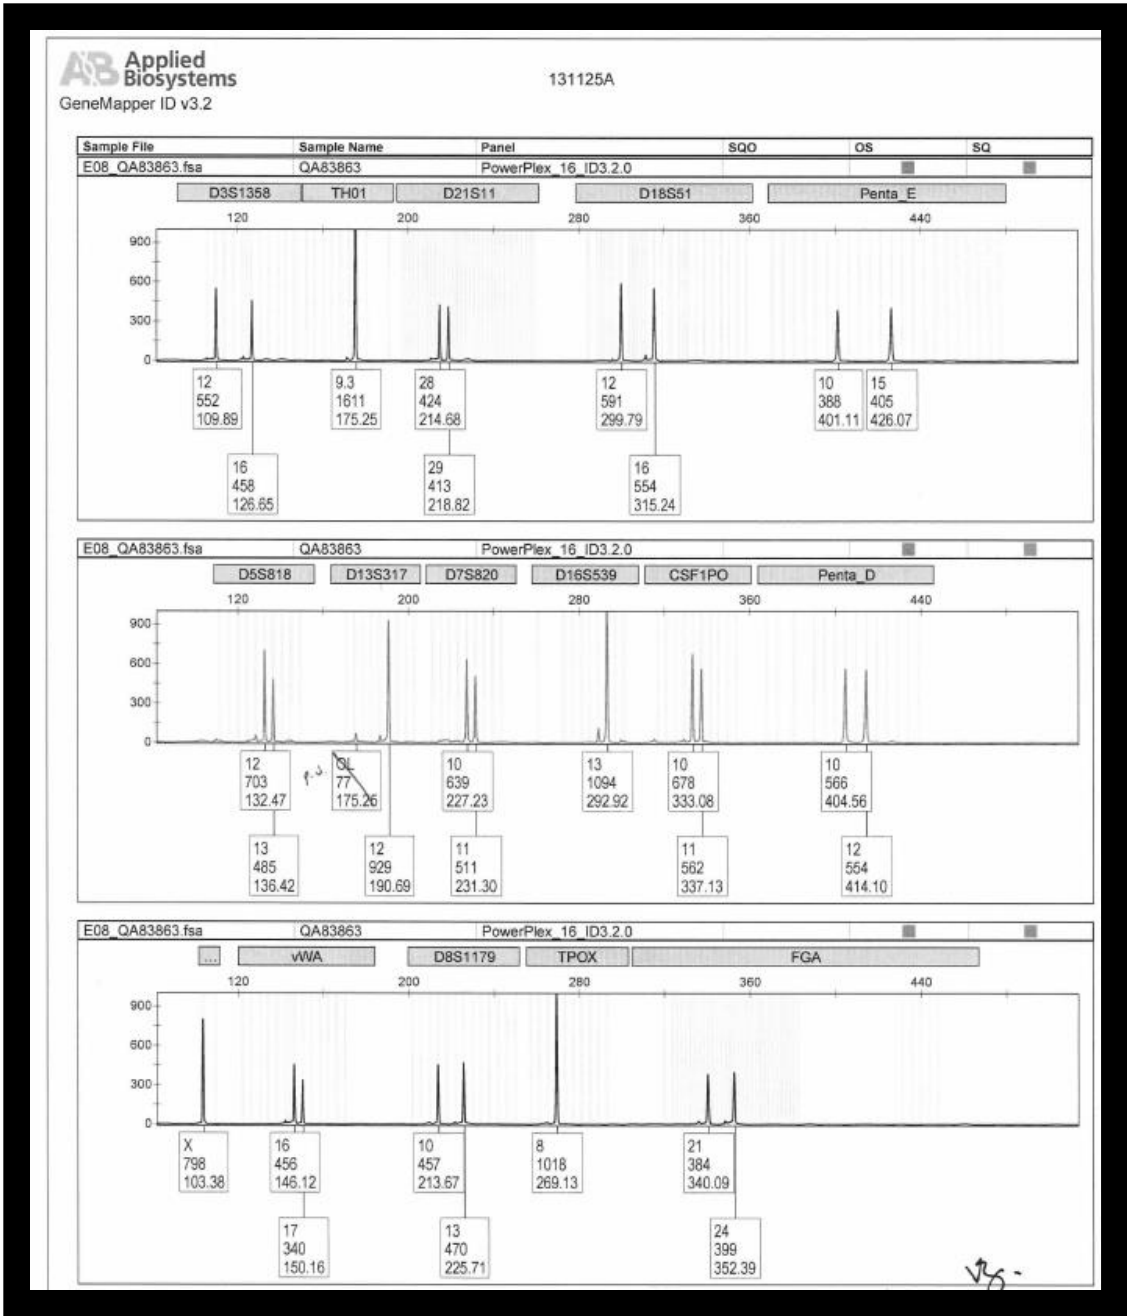 Applied
Biosystems
131125A
GeneMapper ID v3.2
Sample File Sample Name Panel SQO OS SQ
E08_QA83863.fsa QA83863 PowerPlex_16_ID3.2.0
D3S1358 TH01 D21S11 D18S51 Penta_E
120 200 280 360 440
900
600
300
0
12 9.3 28 12 10 15
552 1611 424 591 388 405
109.89 175.25 214.68 299.79 401.11 426.07
16 29 16
458 413 554
126.65 218.82 315.24
E08_QA83863.fsa QA83863 PowerPlex_16_ID3.2.0
D5S818 D13S317 D7S820 D16S539 CSF1PO Penta_D
120 200 280 360 440
900
600
300
0
12 OL 10 13 10 10
703 77 639 1094 678 566
132.47 175.26 227.23 292.92 333.08 404.56
13 12 11 11 12
485 929 511 562 554
136.42 190.69 231.30 337.13 414.10
E08_QA83863.fsa QA83863 PowerPlex_16_ID3.2.0
... vWA D8S1179 TPOX FGA
120 200 280 360 440
900
600
300
0
X 16 10 8 21
798 456 457 1018 384
103.38 146.12 213.67 269.13 340.09
17 13 24
340 470 399
150.16 225.71 352.39